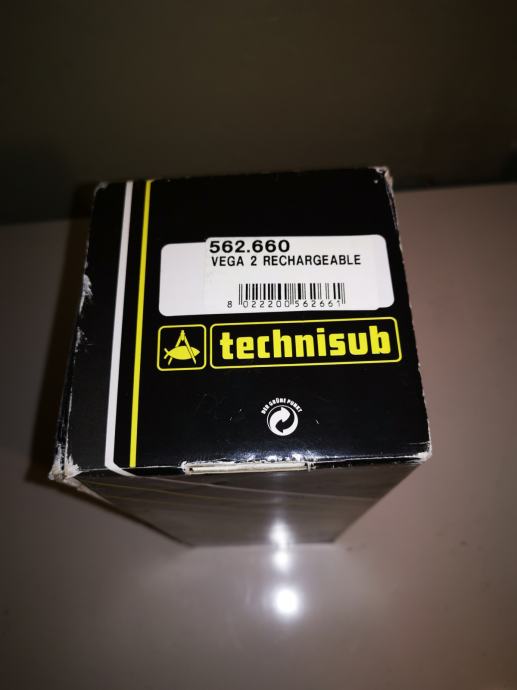 562.660
VEGA 2 RECHARGEABLE
8 022200 562661
technisub
DER GRÜNE PUNKT